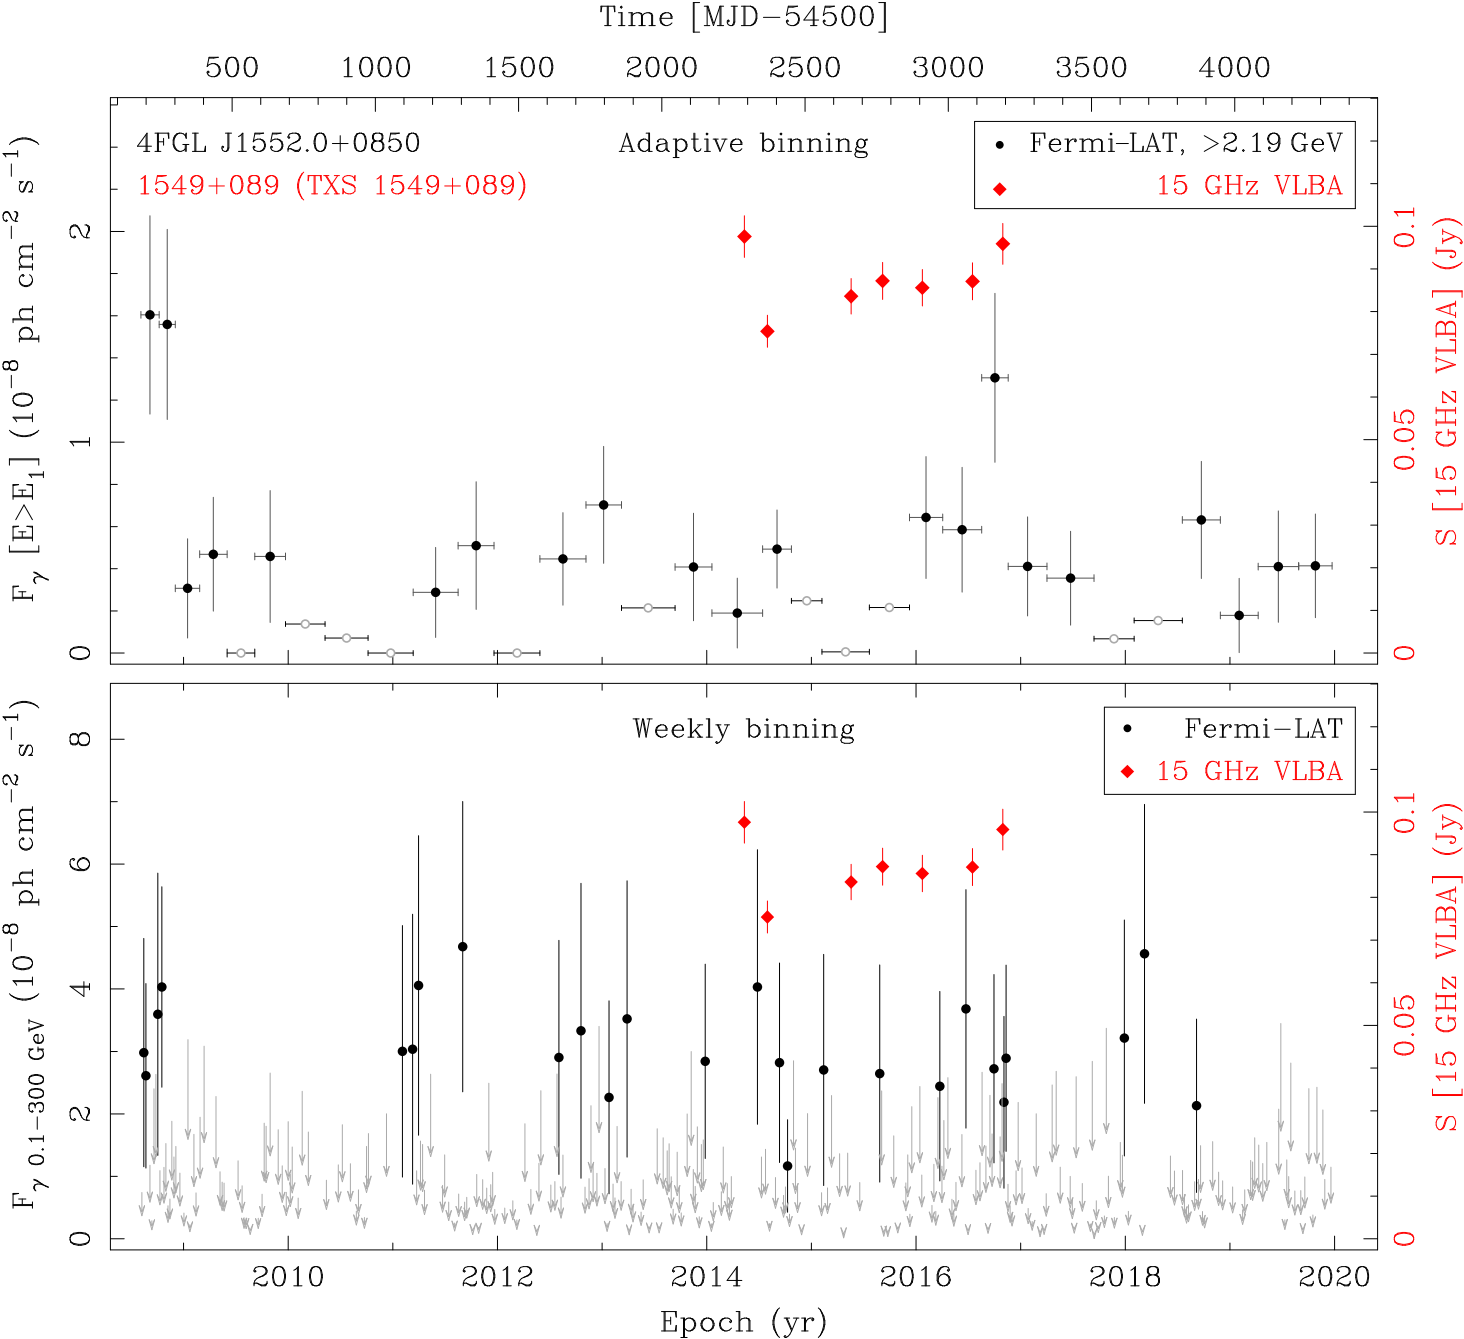 Time [MJD−54500]
500 1000 1500 2000 2500 3000 3500 4000
4FGL J1552.0+0850
1549+089 (TXS 1549+089)
Adaptive binning
Fermi−LAT, >2.19 GeV
15 GHz VLBA
F_γ [E>E_1] (10^−8 ph cm^−2 s^−1)
2
1
0
S [15 GHz VLBA] (Jy)
0.1
0.05
0
Weekly binning
Fermi−LAT
15 GHz VLBA
F_γ 0.1−300 GeV (10^−8 ph cm^−2 s^−1)
8
6
4
2
0
S [15 GHz VLBA] (Jy)
0.1
0.05
0
2010 2012 2014 2016 2018 2020
Epoch (yr)